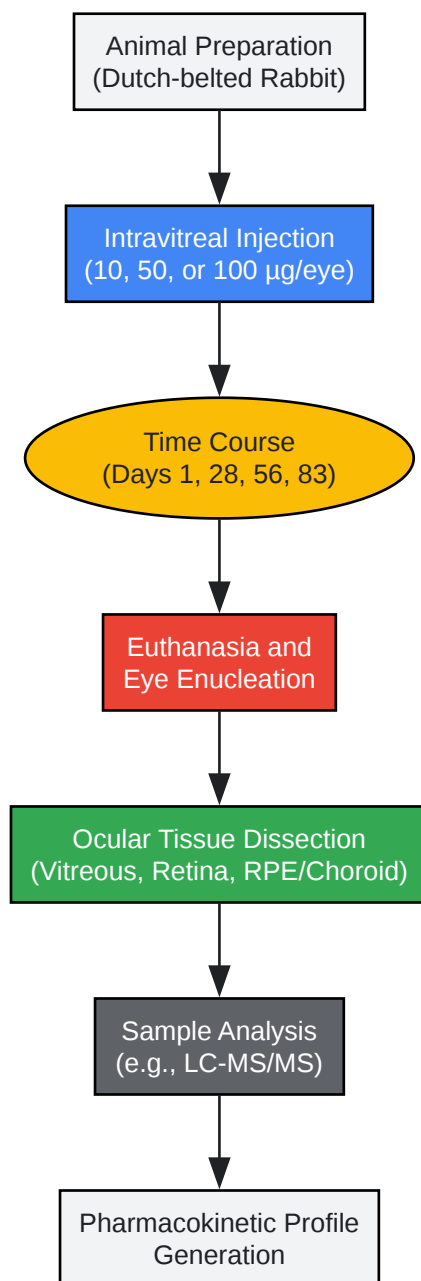 Animal Preparation
(Dutch-belted Rabbit)
Intravitreal Injection
(10, 50, or 100 µg/eye)
Time Course
(Days 1, 28, 56, 83)
Euthanasia and
Eye Enucleation
Ocular Tissue Dissection
(Vitreous, Retina, RPE/Choroid)
Sample Analysis
(e.g., LC-MS/MS)
Pharmacokinetic Profile
Generation